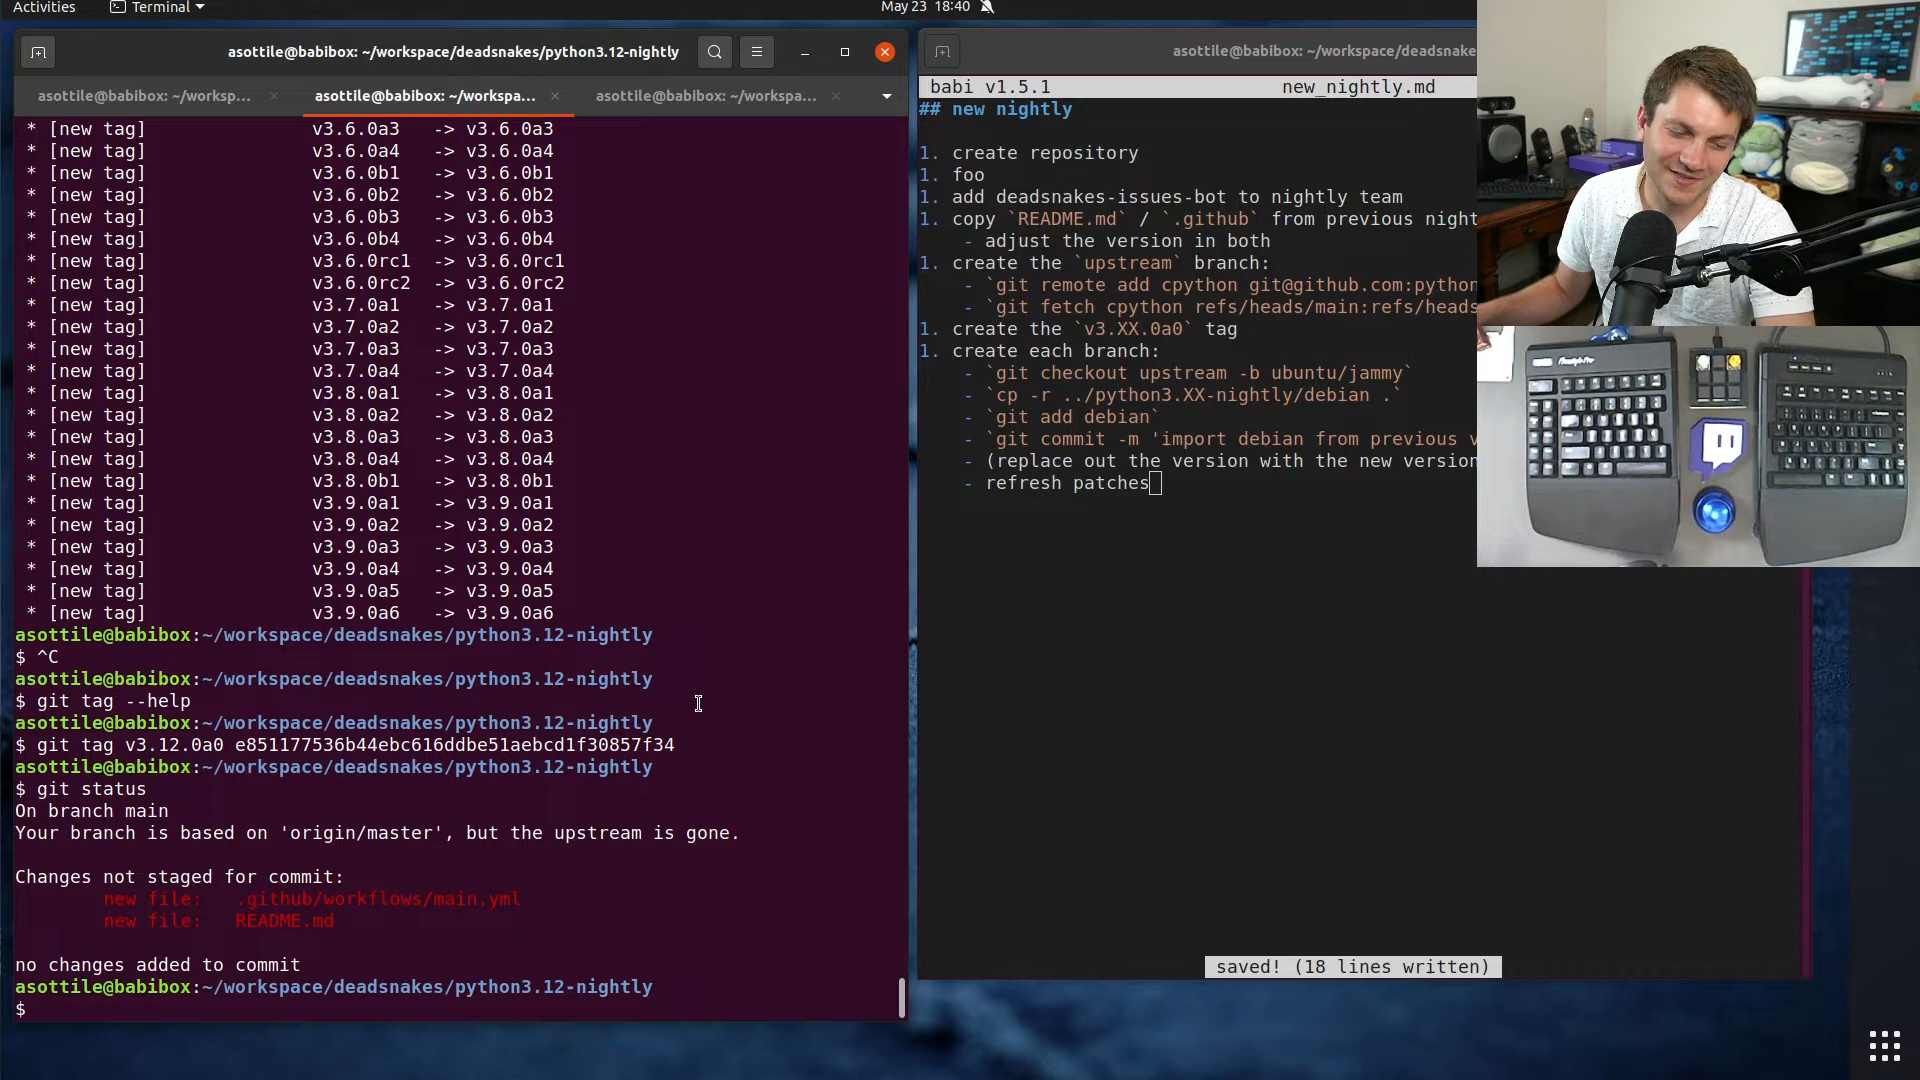 Activities
Terminal
May 23 18:40
asottile@babibox: ~/workspace/deadsnakes/python3.12-nightly
asottile@babibox: ~/worksp...
asottile@babibox: ~/workspa...
asottile@babibox: ~/workspa...
* [new tag] v3.6.0a3 -> v3.6.0a3
* [new tag] v3.6.0a4 -> v3.6.0a4
* [new tag] v3.6.0b1 -> v3.6.0b1
* [new tag] v3.6.0b2 -> v3.6.0b2
* [new tag] v3.6.0b3 -> v3.6.0b3
* [new tag] v3.6.0b4 -> v3.6.0b4
* [new tag] v3.6.0rc1 -> v3.6.0rc1
* [new tag] v3.6.0rc2 -> v3.6.0rc2
* [new tag] v3.7.0a1 -> v3.7.0a1
* [new tag] v3.7.0a2 -> v3.7.0a2
* [new tag] v3.7.0a3 -> v3.7.0a3
* [new tag] v3.7.0a4 -> v3.7.0a4
* [new tag] v3.8.0a1 -> v3.8.0a1
* [new tag] v3.8.0a2 -> v3.8.0a2
* [new tag] v3.8.0a3 -> v3.8.0a3
* [new tag] v3.8.0a4 -> v3.8.0a4
* [new tag] v3.8.0b1 -> v3.8.0b1
* [new tag] v3.9.0a1 -> v3.9.0a1
* [new tag] v3.9.0a2 -> v3.9.0a2
* [new tag] v3.9.0a3 -> v3.9.0a3
* [new tag] v3.9.0a4 -> v3.9.0a4
* [new tag] v3.9.0a5 -> v3.9.0a5
* [new tag] v3.9.0a6 -> v3.9.0a6
asottile@babibox:~/workspace/deadsnakes/python3.12-nightly
$ ^C
asottile@babibox:~/workspace/deadsnakes/python3.12-nightly
$ git tag --help
asottile@babibox:~/workspace/deadsnakes/python3.12-nightly
$ git tag v3.12.0a0 e851177536b44ebc616ddbe51aebcd1f30857f34
asottile@babibox:~/workspace/deadsnakes/python3.12-nightly
$ git status
On branch main
Your branch is based on 'origin/master', but the upstream is gone.
Changes not staged for commit:
new file: .github/workflows/main.yml
new file: README.md
no changes added to commit
asottile@babibox:~/workspace/deadsnakes/python3.12-nightly
$
asottile@babibox: ~/workspace/deadsnake
babi v1.5.1 new_nightly.md
## new nightly
1. create repository
1. foo
1. add deadsnakes-issues-bot to nightly team
1. copy `README.md` / `.github` from previous night
- adjust the version in both
1. create the `upstream` branch:
- `git remote add cpython git@github.com:python
- `git fetch cpython refs/heads/main:refs/heads
1. create the `v3.XX.0a0` tag
1. create each branch:
- `git checkout upstream -b ubuntu/jammy`
- `cp -r ../python3.XX-nightly/debian .`
- `git add debian`
- `git commit -m 'import debian from previous v
- (replace out the version with the new version
- refresh patches
saved! (18 lines written)